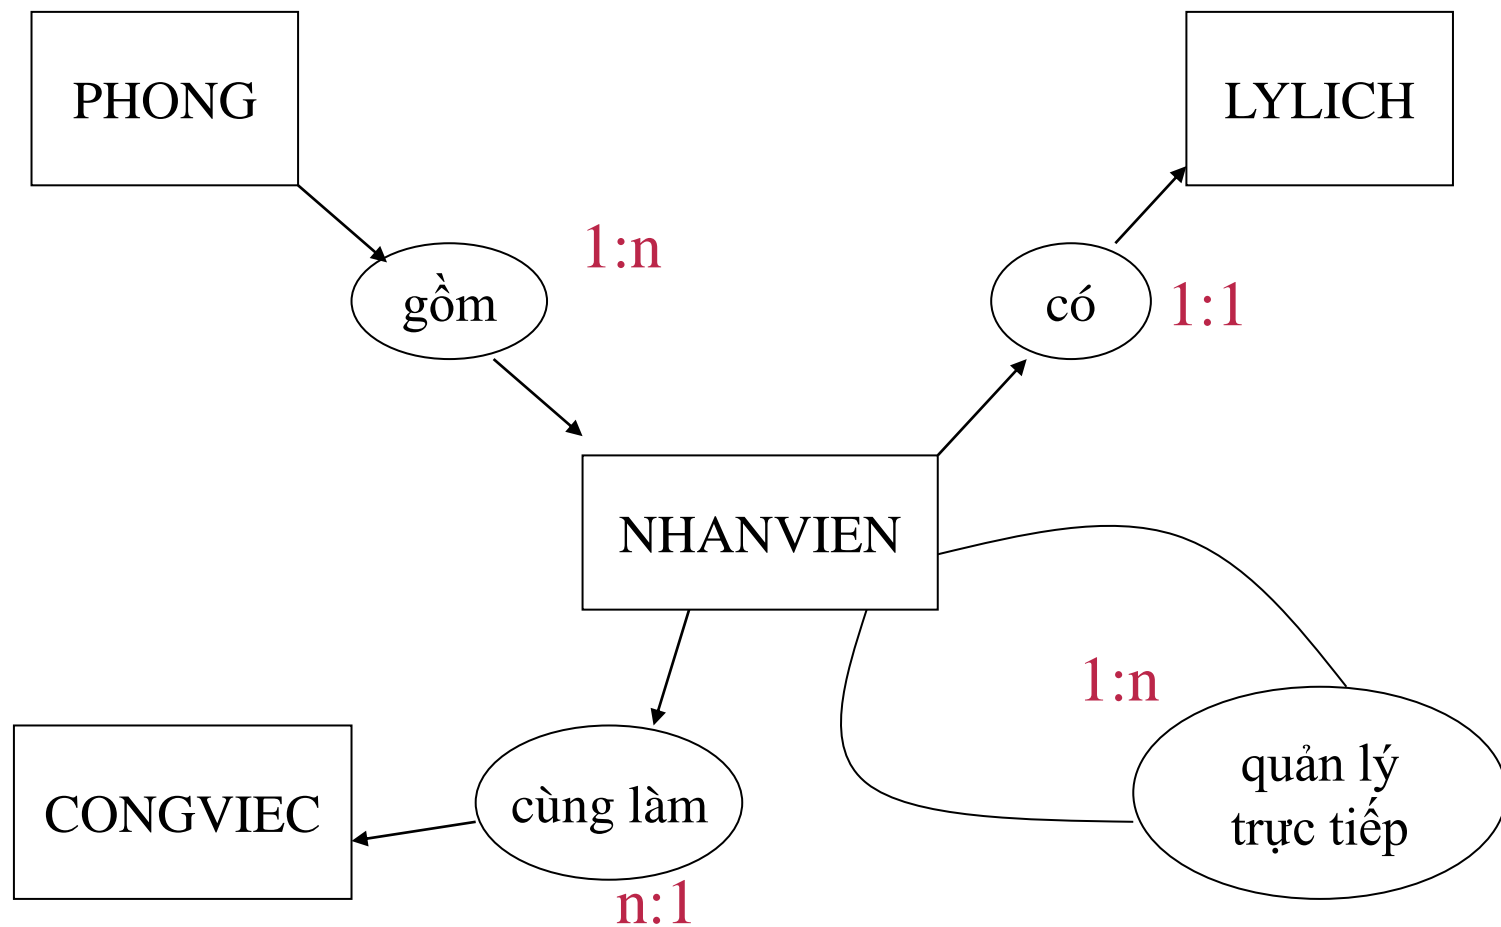 PHONG
LYLICH
1:n
gồm
có
1:1
NHANVIEN
1:n
quản lý
trực tiếp
CONGVIEC
cùng làm
n:1